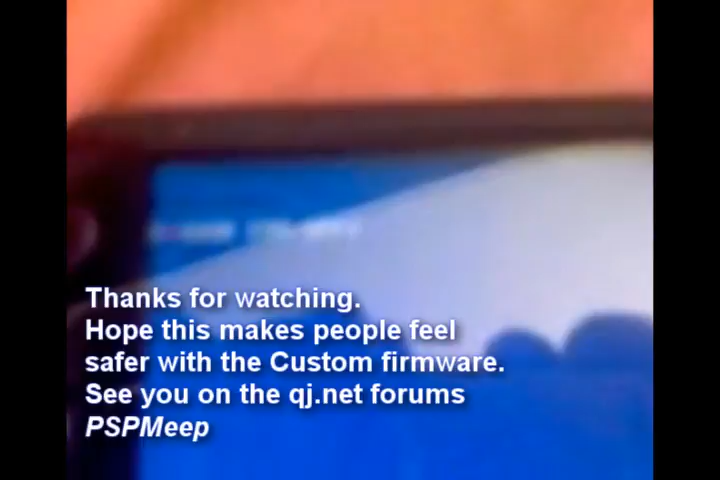 Thanks for watching.
Hope this makes people feel
safer with the Custom firmware.
See you on the qj.net forums
PSPMeep